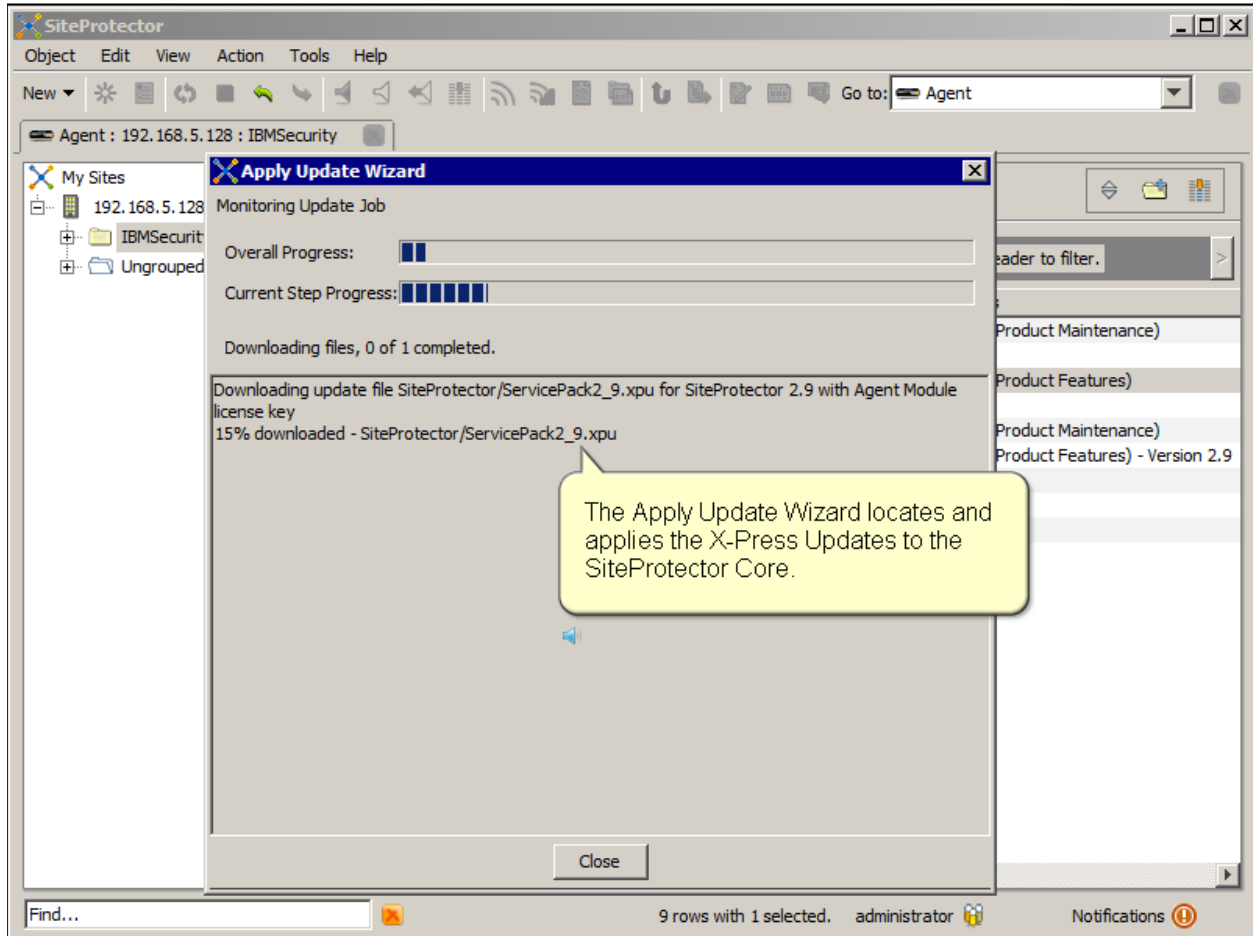 SiteProtector
Object Edit View Action Tools Help
New Go to: Agent
Agent : 192.168.5.128 : IBMSecurity
My Sites
192.168.5.128
IBMSecurit
Ungrouped
Apply Update Wizard
Monitoring Update Job
Overall Progress:
Current Step Progress:
Downloading files, 0 of 1 completed.
Downloading update file SiteProtector/ServicePack2_9.xpu for SiteProtector 2.9 with Agent Module
license key
15% downloaded - SiteProtector/ServicePack2_9.xpu
The Apply Update Wizard locates and
applies the X-Press Updates to the
SiteProtector Core.
Close
eader to filter.
Product Maintenance)
Product Features)
Product Maintenance)
Product Features) - Version 2.9
Find... 9 rows with 1 selected. administrator Notifications